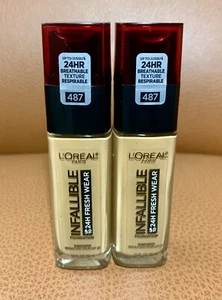 UP TO/JUSQU'À
24HR
BREATHABLE
TEXTURE
RESPIRABLE
487
L'ORÉAL
PARIS
INFALLIBLE
UP TO 24H FRESH WEAR
UP TO/JUSQU'À
24HR
BREATHABLE
TEXTURE
RESPIRABLE
487
L'ORÉAL
PARIS
INFALLIBLE
UP TO 24H FRESH WEAR